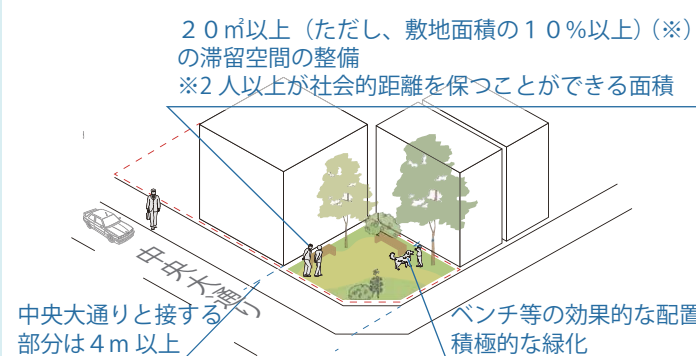 ２０㎡以上（ただし、敷地面積の１０％以上）（※）
の滞留空間の整備
※2 人以上が社会的距離を保つことができる面積
中央大通り
中央大通りと接する
部分は４ｍ 以上
ベンチ等の効果的な配置
積極的な緑化